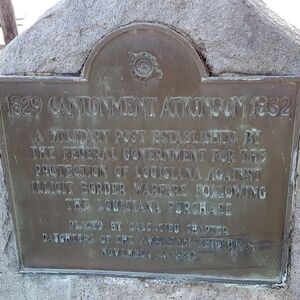 1829 CANTONMENT ATKINSON 1832
A MILITARY POST ESTABLISHED BY
THE FEDERAL GOVERNMENT FOR THE
PROTECTION OF LOUISIANA AGAINST
ILLICIT BORDER WARFARE FOLLOWING
THE LOUISIANA PURCHASE
PLACED BY CALCASIEU CHAPTER
DAUGHTERS OF THE AMERICAN REVOLUTION
NOVEMBER